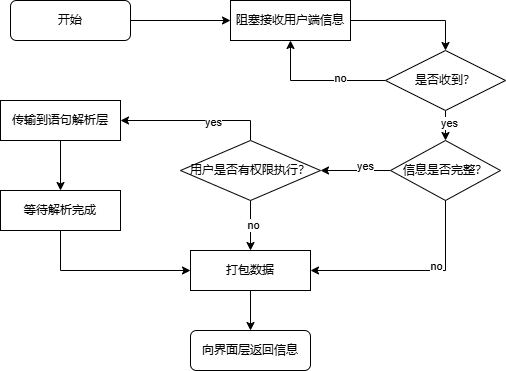 开始
阻塞接收用户端信息
是否收到?
no
yes
传输到语句解析层
yes
用户是否有权限执行?
yes
信息是否完整?
等待解析完成
no
打包数据
no
向界面层返回信息